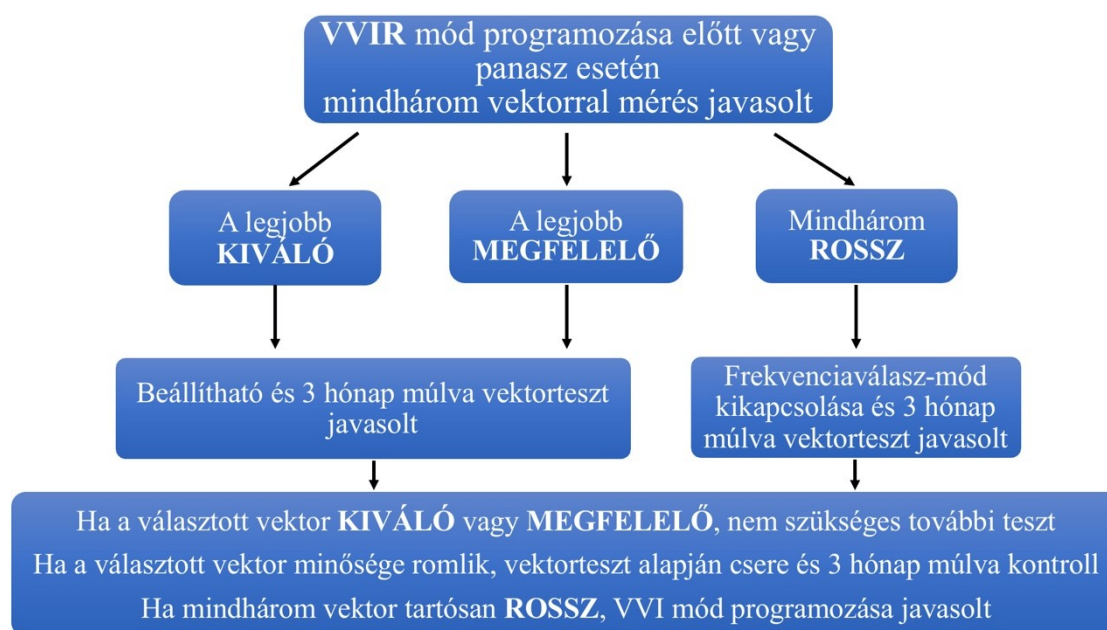 VVIR mód programozása előtt vagy
panasz esetén
mindhárom vektorral mérés javasolt
A legjobb
KIVÁLÓ
A legjobb
MEGFELELŐ
Mindhárom
ROSSZ
Beállítható és 3 hónap múlva vektorteszt
javasolt
Frekvenciaválasz-mód
kikapcsolása és 3 hónap
múlva vektorteszt javasolt
Ha a választott vektor KIVÁLÓ vagy MEGFELELŐ, nem szükséges további teszt
Ha a választott vektor minősége romlik, vektorteszt alapján csere és 3 hónap múlva kontroll
Ha mindhárom vektor tartósan ROSSZ, VVI mód programozása javasolt